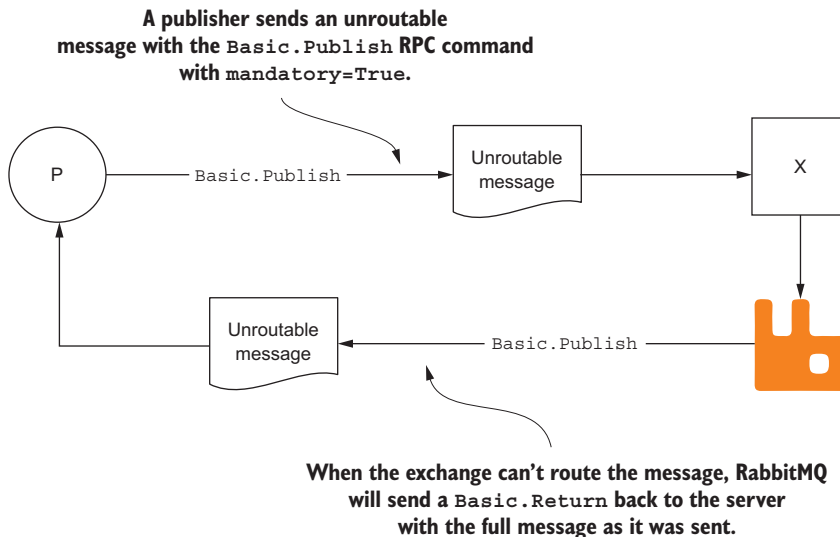 A publisher sends an unroutable
message with the Basic.Publish RPC command
with mandatory=True.
P
Basic.Publish
Unroutable
message
X
Unroutable
message
Basic.Publish
When the exchange can't route the message, RabbitMQ
will send a Basic.Return back to the server
with the full message as it was sent.